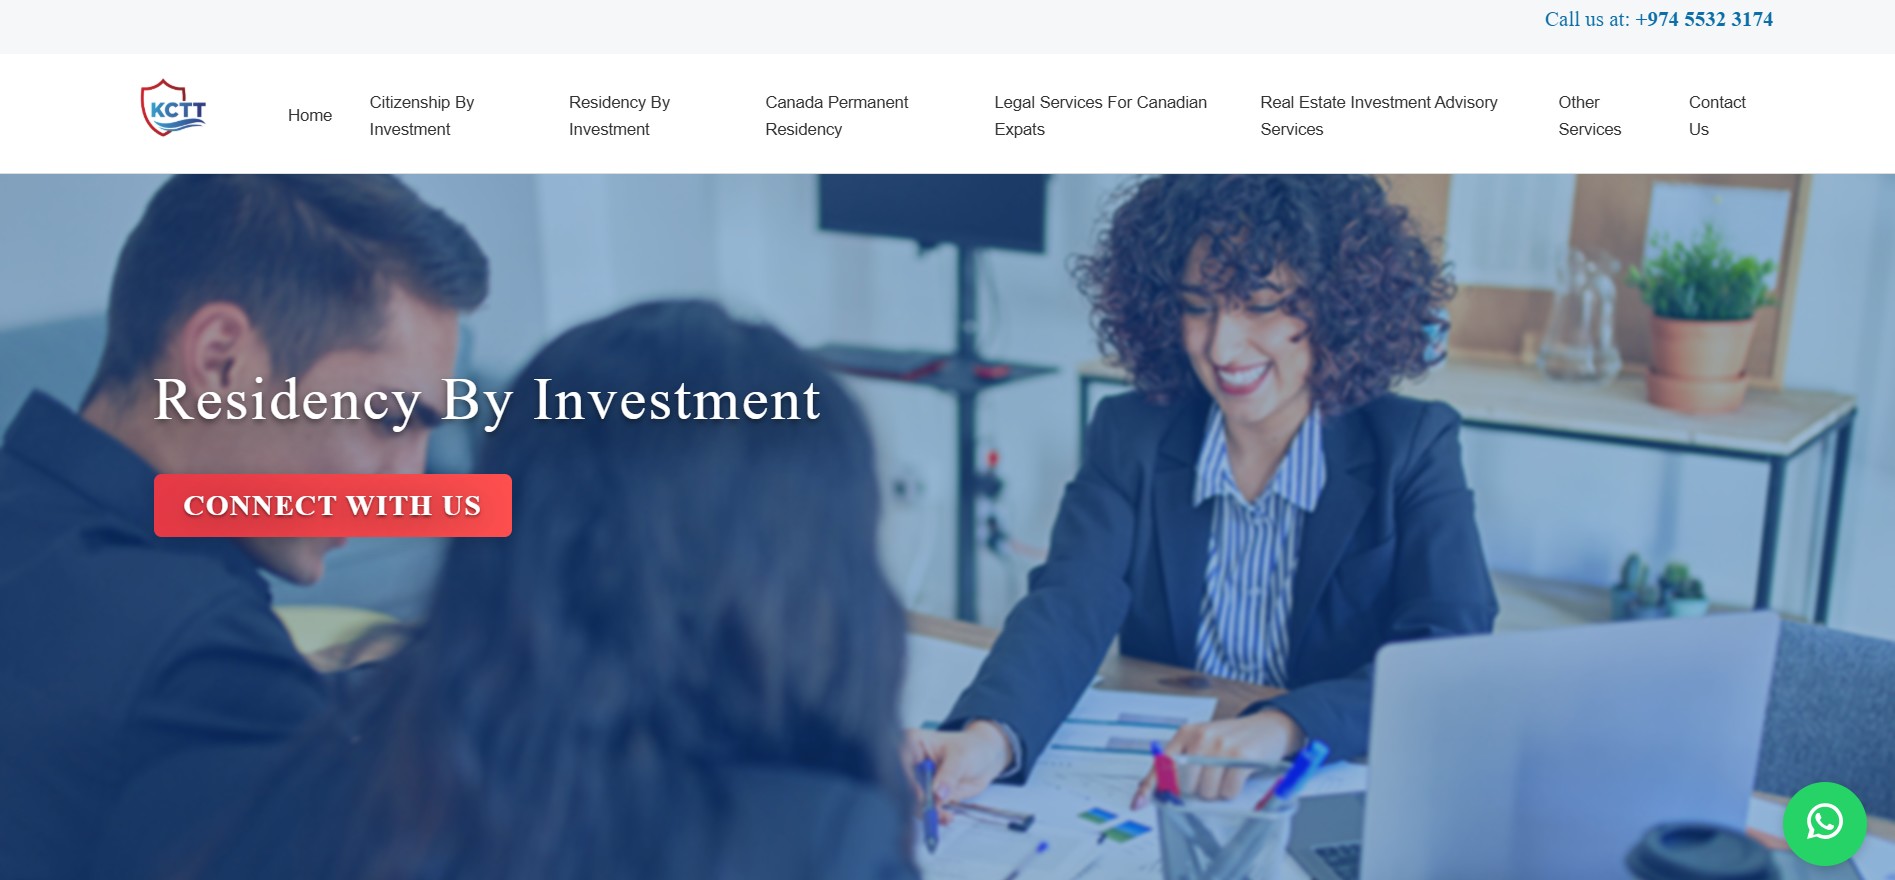 Call us at: +974 5532 3174
KCTT
Home
Citizenship By
Investment
Residency By
Investment
Canada Permanent
Residency
Legal Services For Canadian
Expats
Real Estate Investment Advisory
Services
Other
Services
Contact
Us
Residency By Investment
CONNECT WITH US